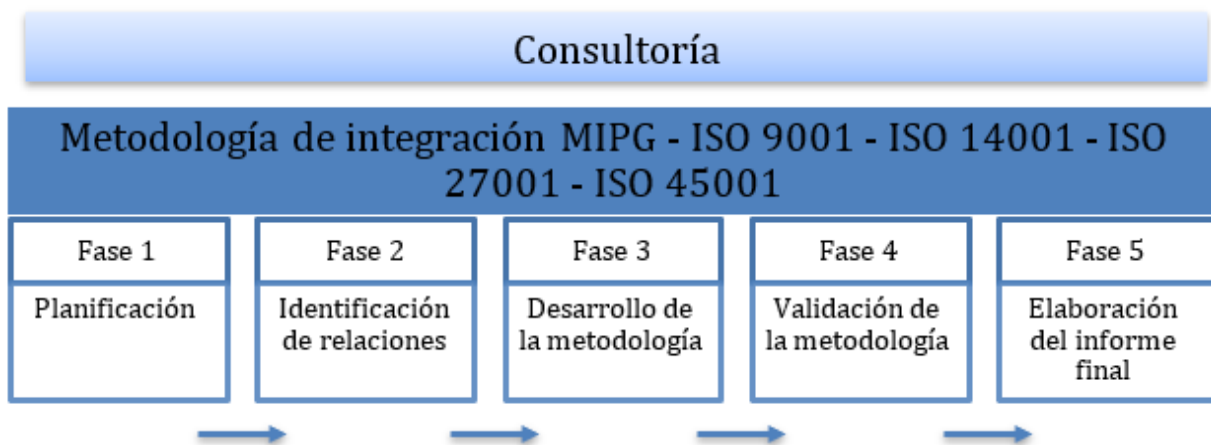 Consultoría
Metodología de integración MIPG - ISO 9001 - ISO 14001 - ISO
27001 - ISO 45001
Fase 1
Planificación
Fase 2
Identificación
de relaciones
Fase 3
Desarrollo de
la metodología
Fase 4
Validación de
la metodología
Fase 5
Elaboración
del informe
final